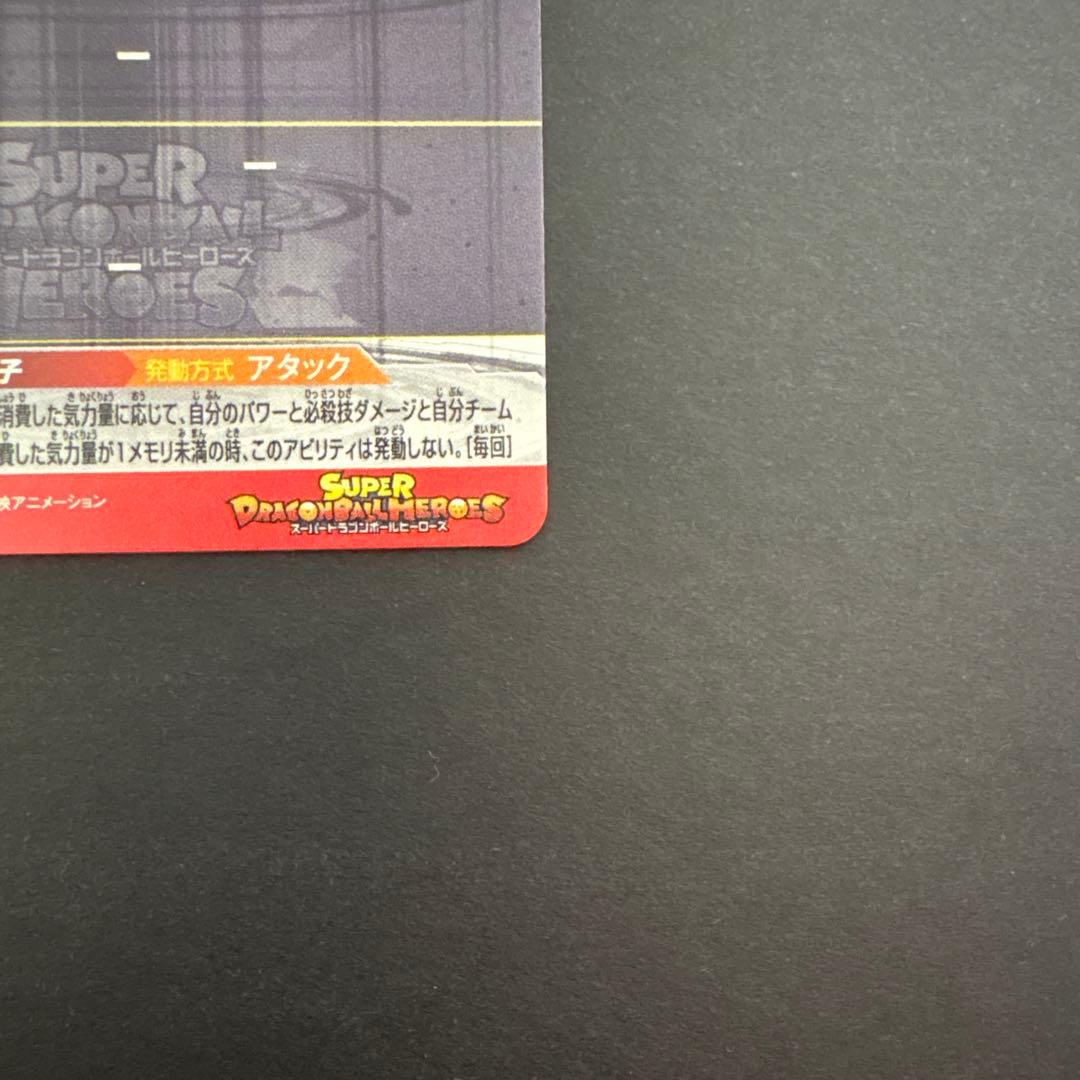 SUPER
DRAGON BALL
ートラゴンボールヒーローズ
HEROES
子 発動方式 アタック
消費した気力量に応じて、自分のパワーと必殺技ダメージと自分チーム
費した気力量が1メモリ未満の時、このアビリティは発動しない。[毎回]
映アニメーション
SUPER
DRAGONBALL HEROES
スーパードラゴンボールヒーローズ